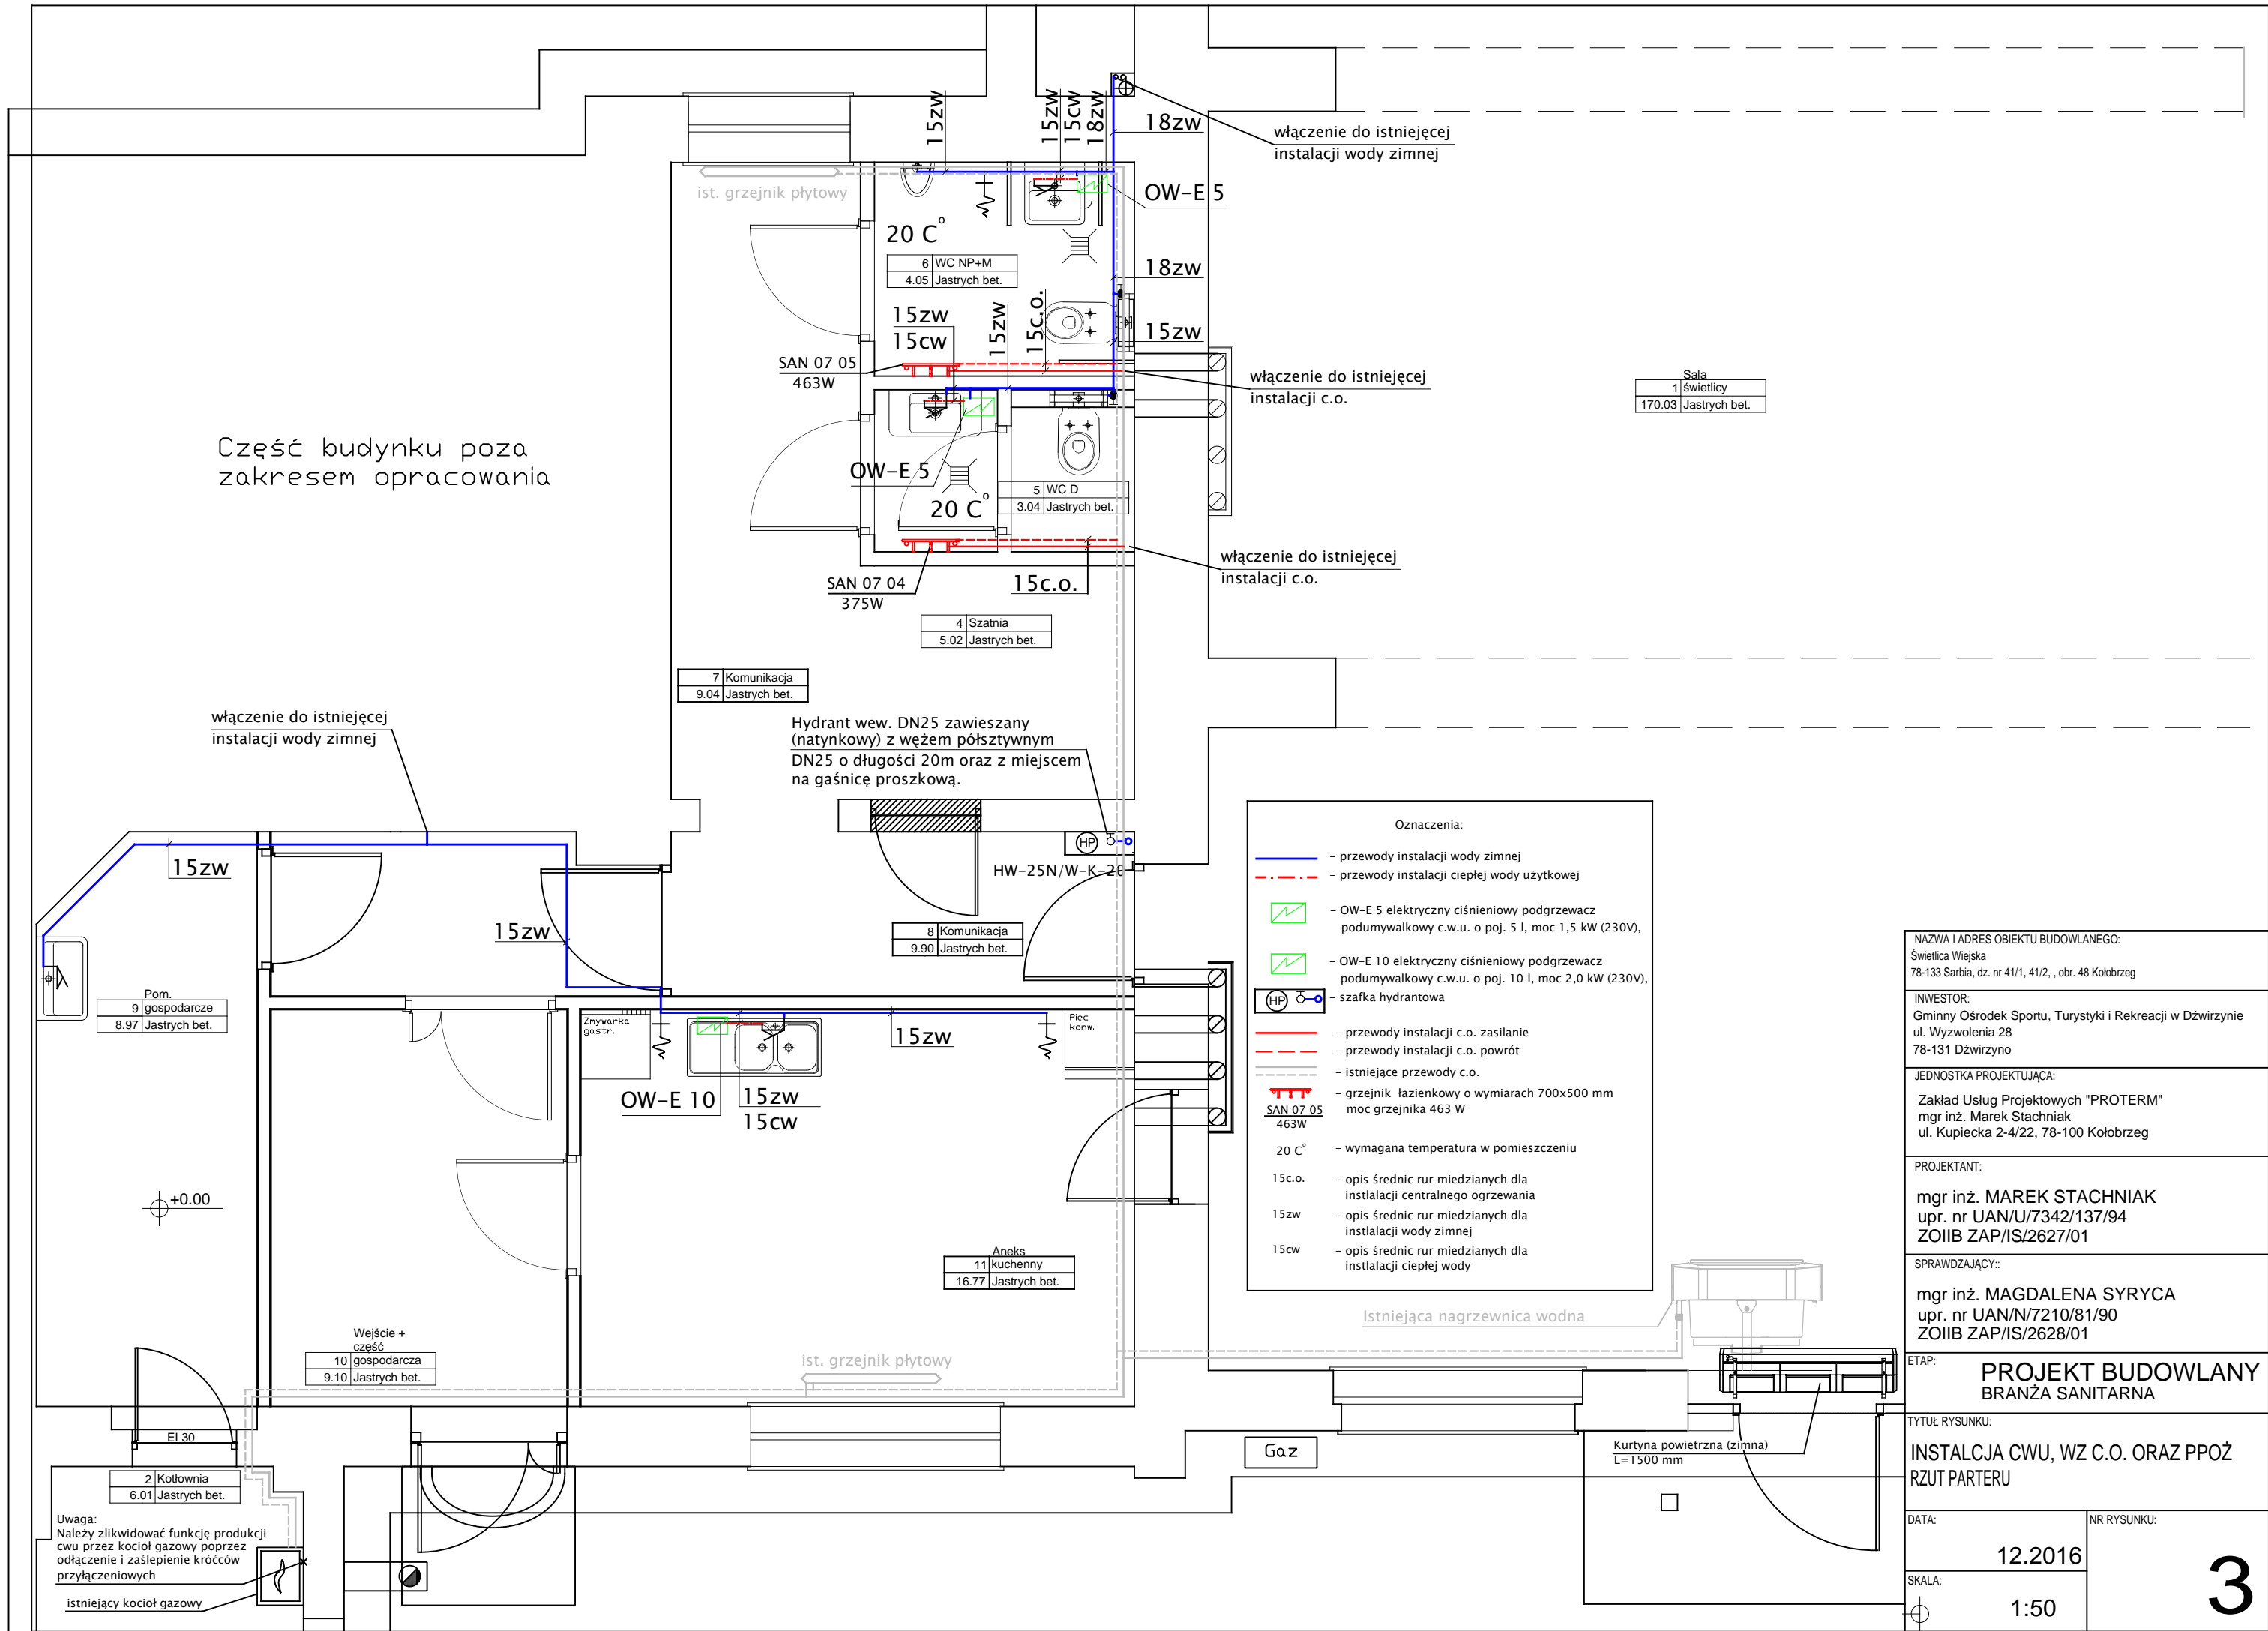 15zw
15zw
15cw
18zw
18zw
włączenie do istniejęcej
instalacji wody zimnej
ist. grzejnik płytowy
OW-E 5
20 C°
6 WC NP+M
4.05 Jastrych bet.
18zw
15zw
15cw
15zw
15c.o.
15zw
SAN 07 05
463W
włączenie do istniejęcej
instalacji c.o.
Sala
1 świetlicy
170.03 Jastrych bet.
Część budynku poza
zakresem opracowania
OW-E 5
20 C°
5 WC D
3.04 Jastrych bet.
włączenie do istniejęcej
instalacji c.o.
SAN 07 04
375W
15c.o.
4 Szatnia
5.02 Jastrych bet.
7 Komunikacja
9.04 Jastrych bet.
włączenie do istniejęcej
instalacji wody zimnej
Hydrant wew. DN25 zawieszany
(natynkowy) z wężem półsztywnym
DN25 o długości 20m oraz z miejscem
na gaśnicę proszkową.
15zw
HP
HW-25N/W-K-20
15zw
8 Komunikacja
9.90 Jastrych bet.
Pom.
9 gospodarcze
8.97 Jastrych bet.
Zmywarka
gastr.
Piec
konw.
15zw
OW-E 10
15zw
15cw
+0.00
Aneks
11 kuchenny
16.77 Jastrych bet.
Wejście +
część
10 gospodarcza
9.10 Jastrych bet.
ist. grzejnik płytowy
Istniejąca nagrzewnica wodna
EI 30
2 Kotłownia
6.01 Jastrych bet.
Uwaga:
Należy zlikwidować funkcję produkcji
cwu przez kocioł gazowy poprzez
odłączenie i zaślepienie króćców
przyłączeniowych
istniejący kocioł gazowy
Gaz
Kurtyna powietrzna (zimna)
L=1500 mm
Oznaczenia:
- przewody instalacji wody zimnej
- przewody instalacji ciepłej wody użytkowej
- OW-E 5 elektryczny ciśnieniowy podgrzewacz
podumywalkowy c.w.u. o poj. 5 l, moc 1,5 kW (230V),
- OW-E 10 elektryczny ciśnieniowy podgrzewacz
podumywalkowy c.w.u. o poj. 10 l, moc 2,0 kW (230V),
HP - szafka hydrantowa
- przewody instalacji c.o. zasilanie
- przewody instalacji c.o. powrót
- istniejące przewody c.o.
- grzejnik łazienkowy o wymiarach 700x500 mm
SAN 07 05 moc grzejnika 463 W
463W
20 C° - wymagana temperatura w pomieszczeniu
15c.o. - opis średnic rur miedzianych dla
instlalacji centralnego ogrzewania
15zw - opis średnic rur miedzianych dla
instlalacji wody zimnej
15cw - opis średnic rur miedzianych dla
instlalacji ciepłej wody
NAZWA I ADRES OBIEKTU BUDOWLANEGO:
Świetlica Wiejska
78-133 Sarbia, dz. nr 41/1, 41/2, , obr. 48 Kołobrzeg
INWESTOR:
Gminny Ośrodek Sportu, Turystyki i Rekreacji w Dźwirzynie
ul. Wyzwolenia 28
78-131 Dźwirzyno
JEDNOSTKA PROJEKTUJĄCA:
Zakład Usług Projektowych "PROTERM"
mgr inż. Marek Stachniak
ul. Kupiecka 2-4/22, 78-100 Kołobrzeg
PROJEKTANT:
mgr inż. MAREK STACHNIAK
upr. nr UAN/U/7342/137/94
ZOIIB ZAP/IS/2627/01
SPRAWDZAJĄCY::
mgr inż. MAGDALENA SYRYCA
upr. nr UAN/N/7210/81/90
ZOIIB ZAP/IS/2628/01
ETAP:
PROJEKT BUDOWLANY
BRANŻA SANITARNA
TYTUŁ RYSUNKU:
INSTALCJA CWU, WZ C.O. ORAZ PPOŻ
RZUT PARTERU
DATA:
12.2016
NR RYSUNKU:
3
SKALA:
1:50